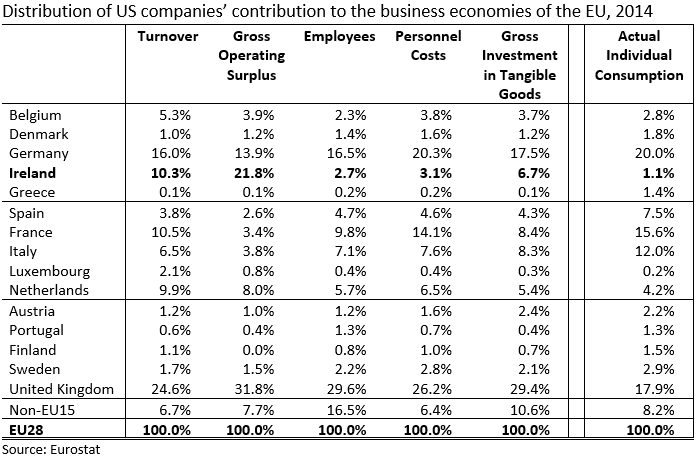 Distribution of US companies' contribution to the business economies of the EU, 2014
Turnover Gross Operating Surplus Employees Personnel Costs Gross Investment in Tangible Goods Actual Individual Consumption
Belgium 5.3% 3.9% 2.3% 3.8% 3.7% 2.8%
Denmark 1.0% 1.2% 1.4% 1.6% 1.2% 1.8%
Germany 16.0% 13.9% 16.5% 20.3% 17.5% 20.0%
Ireland 10.3% 21.8% 2.7% 3.1% 6.7% 1.1%
Greece 0.1% 0.1% 0.2% 0.2% 0.1% 1.4%
Spain 3.8% 2.6% 4.7% 4.6% 4.3% 7.5%
France 10.5% 3.4% 9.8% 14.1% 8.4% 15.6%
Italy 6.5% 3.8% 7.1% 7.6% 8.3% 12.0%
Luxembourg 2.1% 0.8% 0.4% 0.4% 0.3% 0.2%
Netherlands 9.9% 8.0% 5.7% 6.5% 5.4% 4.2%
Austria 1.2% 1.0% 1.2% 1.6% 2.4% 2.2%
Portugal 0.6% 0.4% 1.3% 0.7% 0.4% 1.3%
Finland 1.1% 0.0% 0.8% 1.0% 0.7% 1.5%
Sweden 1.7% 1.5% 2.2% 2.8% 2.1% 2.9%
United Kingdom 24.6% 31.8% 29.6% 26.2% 29.4% 17.9%
Non-EU15 6.7% 7.7% 16.5% 6.4% 10.6% 8.2%
EU28 100.0% 100.0% 100.0% 100.0% 100.0% 100.0%
Source: Eurostat